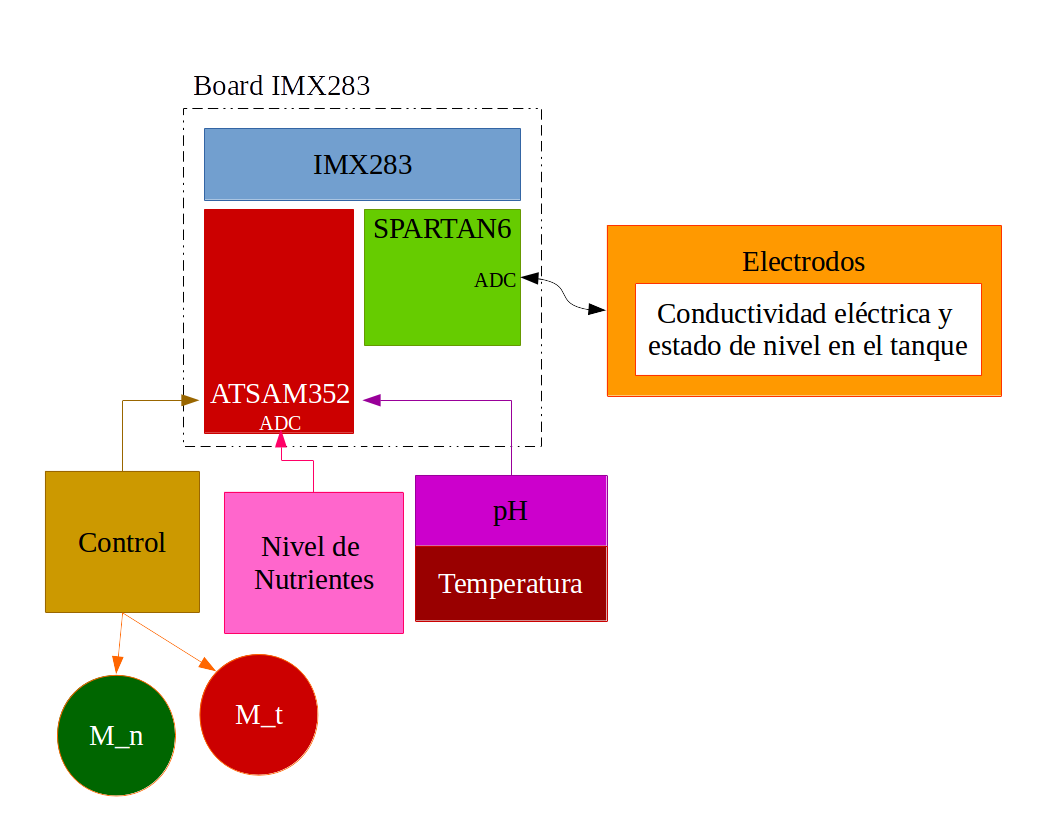 Board IMX283
IMX283
SPARTAN6
ADC
Electrodos
Conductividad eléctrica y
estado de nivel en el tanque
ATSAM352
ADC
Control
Nivel de
Nutrientes
pH
Temperatura
M_n
M_t